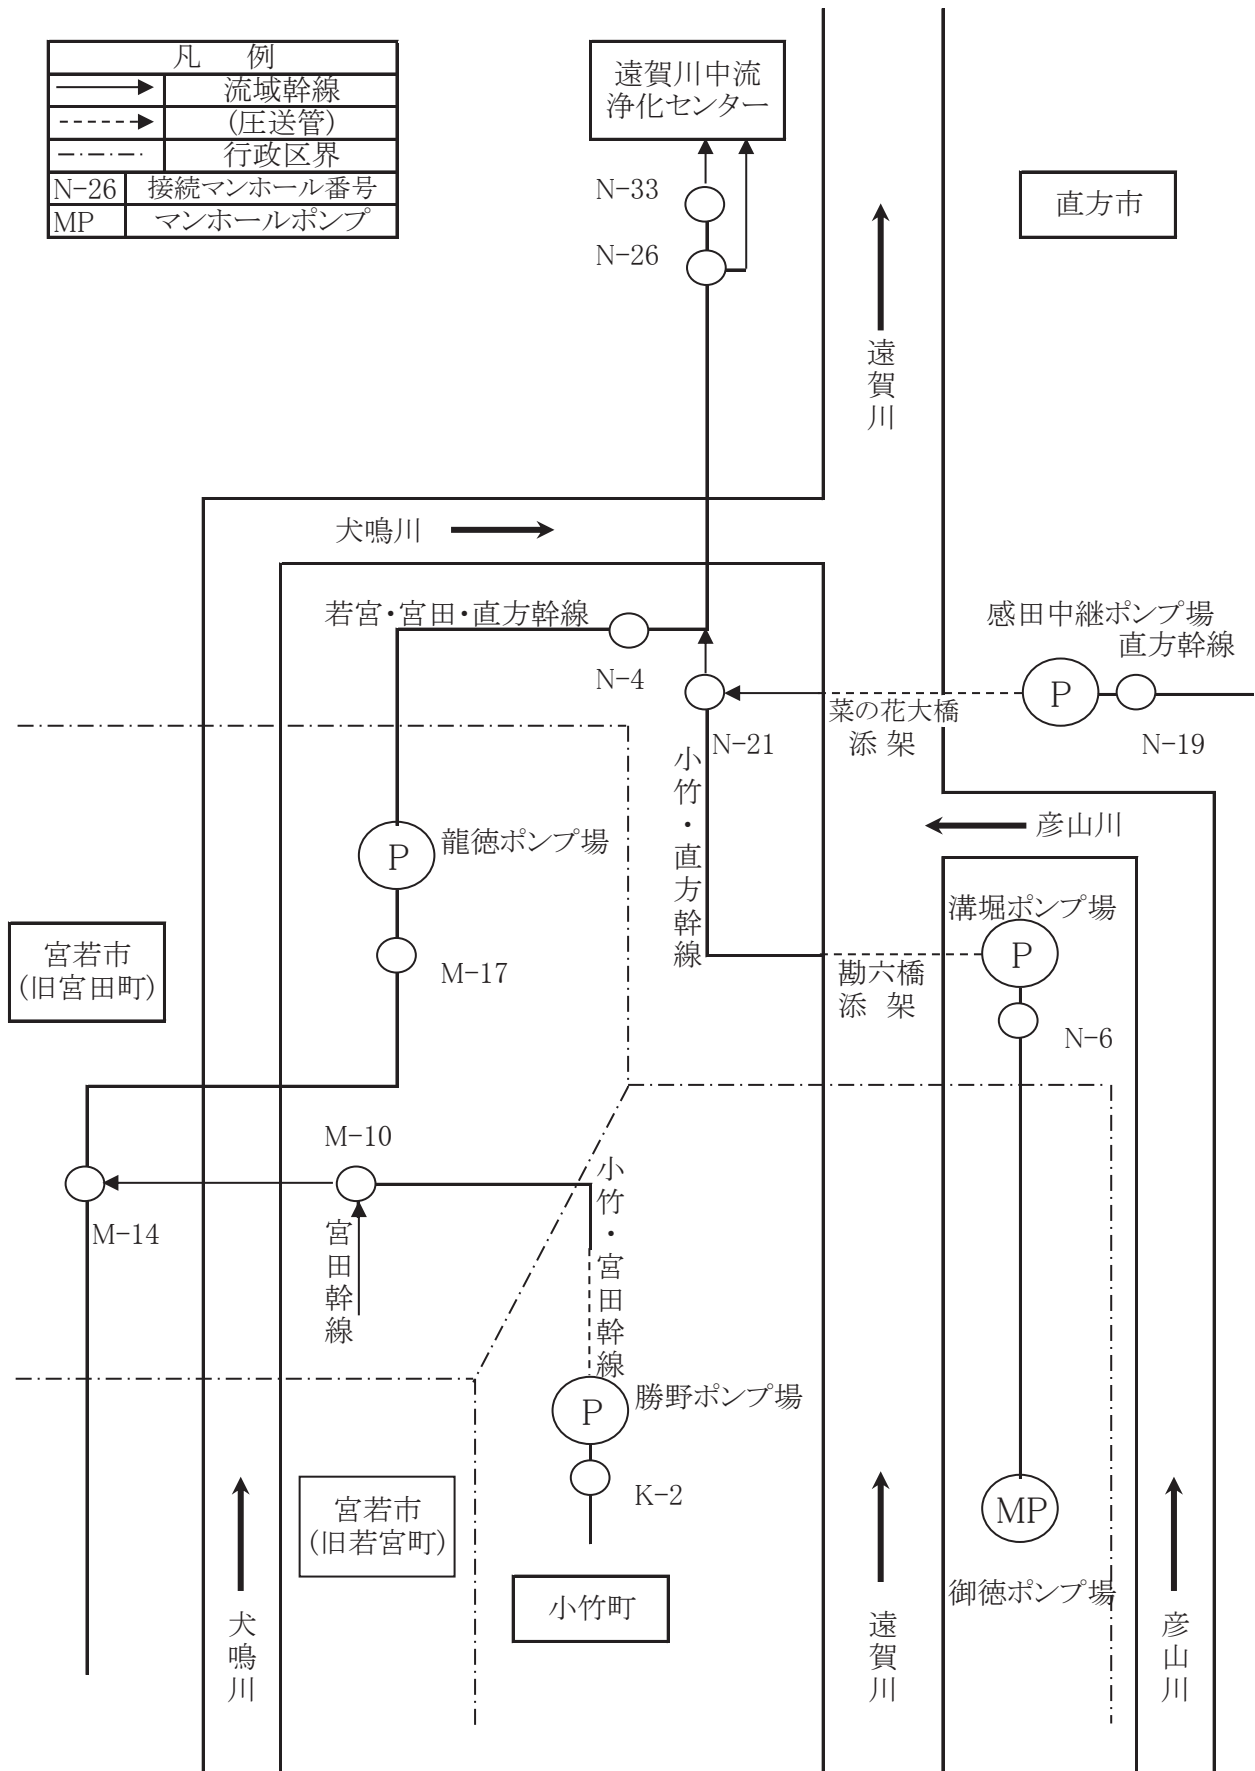 凡 例
流域幹線
(圧送管)
行政区界
N-26 接続マンホール番号
MP マンホールポンプ
遠賀川中流
浄化センター
N-33
N-26
直方市
遠賀川
犬鳴川
若宮・宮田・直方幹線
N-4
感田中継ポンプ場
直方幹線
P
N-19
菜の花大橋
添架
N-21
小竹・直方幹線
彦山川
P
龍徳ポンプ場
溝堀ポンプ場
P
勘六橋
添架
N-6
宮若市
(旧宮田町)
M-17
M-10
M-14
宮田幹線
小竹・宮田幹線
P
勝野ポンプ場
K-2
宮若市
(旧若宮町)
小竹町
MP
御徳ポンプ場
犬鳴川
遠賀川
彦山川